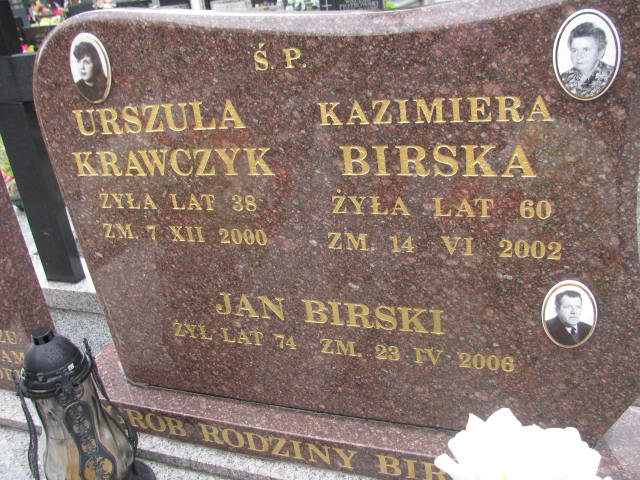 Ś. P.
URSZULA
KRAWCZYK
ŻYŁA LAT 38
ZM. 7 XII 2000
KAZIMIERA
BIRSKA
ŻYŁA LAT 60
ZM. 14 VI 2002
JAN BIRSKI
ŻYŁ LAT 74 ZM. 23 IV 2006
GRÓB RODZINY